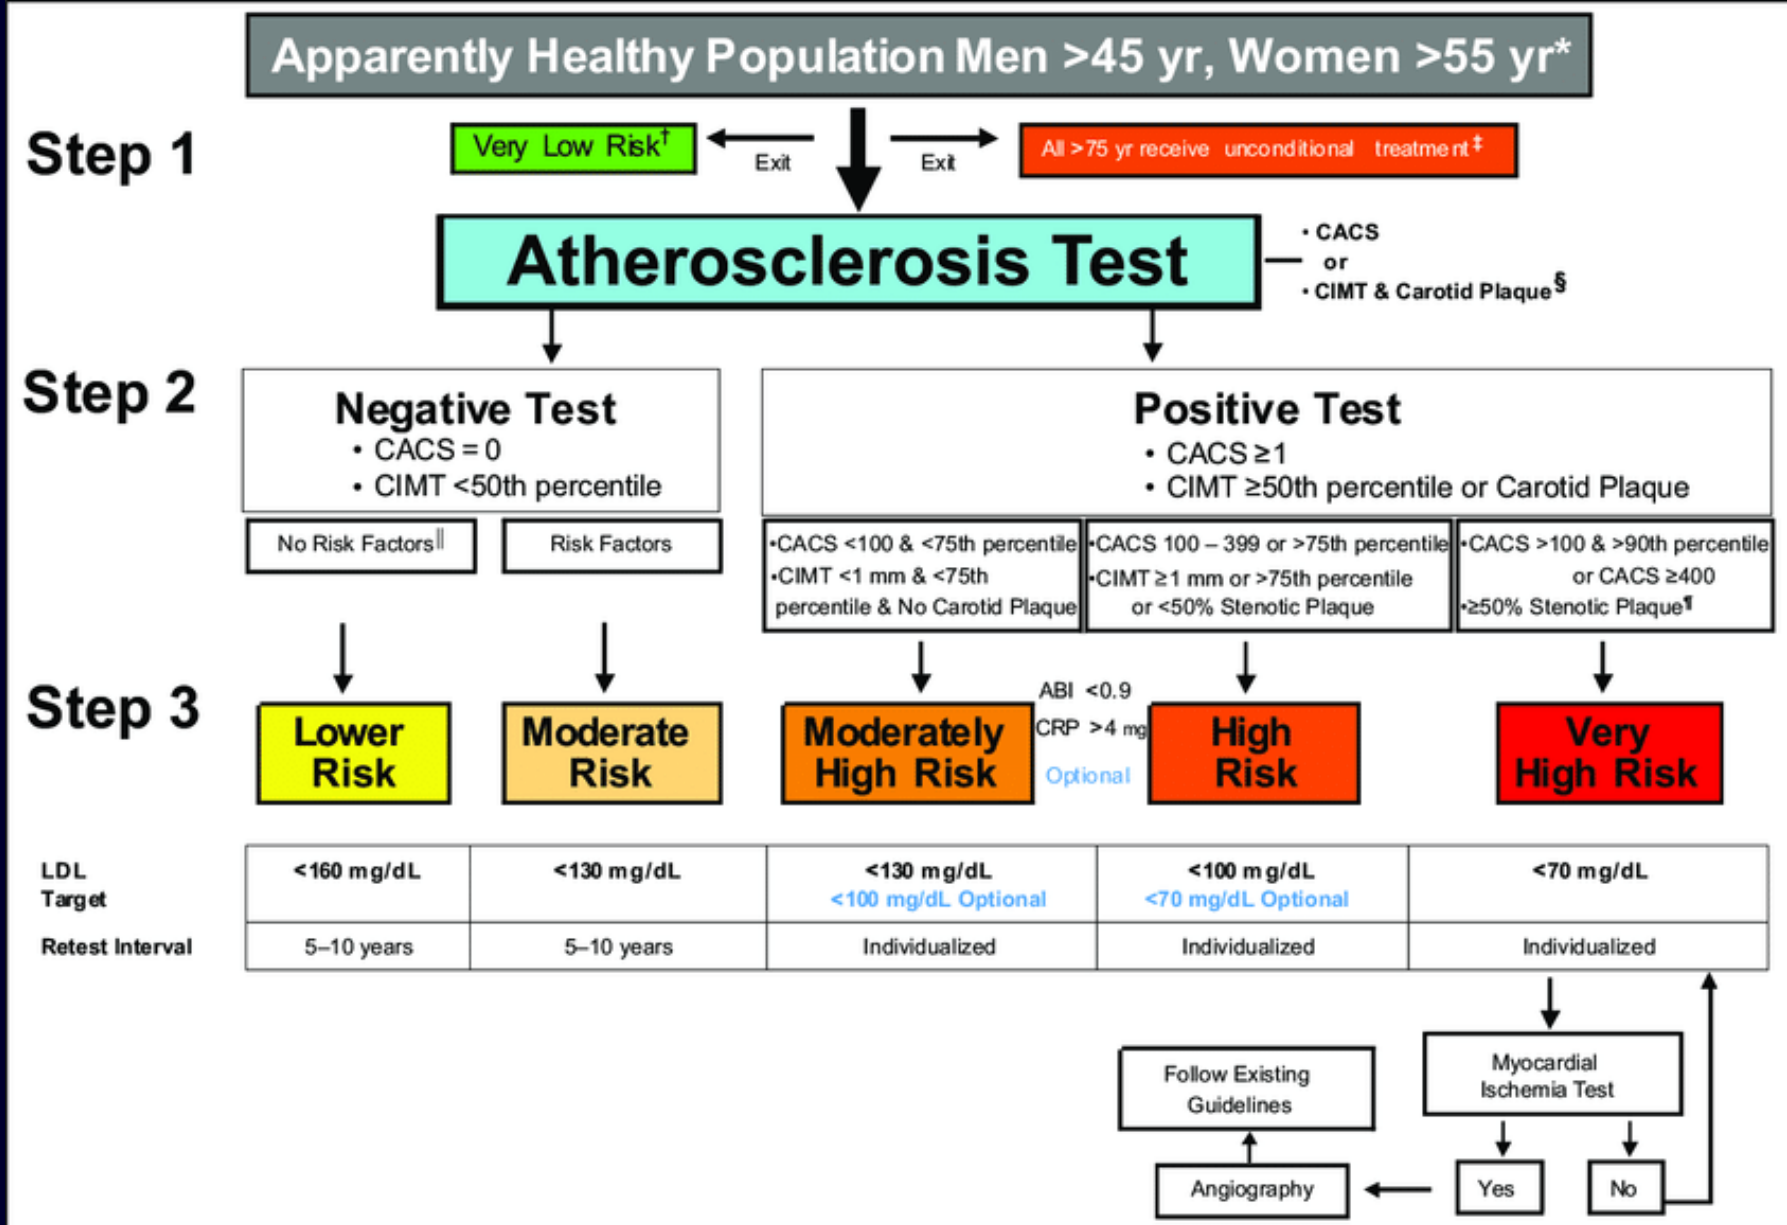 Apparently Healthy Population Men >45 yr, Women >55 yr*
Step 1
Very Low Risk†
Exit
Exit
All >75 yr receive unconditional treatment‡
Atherosclerosis Test
• CACS
or
• CIMT & Carotid Plaque§
Step 2
Negative Test
• CACS = 0
• CIMT <50th percentile
Positive Test
• CACS ≥1
• CIMT ≥50th percentile or Carotid Plaque
No Risk Factors||
Risk Factors
•CACS <100 & <75th percentile
•CIMT <1 mm & <75th
percentile & No Carotid Plaque
•CACS 100 – 399 or >75th percentile
•CIMT ≥1 mm or >75th percentile
or <50% Stenotic Plaque
•CACS >100 & >90th percentile
or CACS ≥400
•≥50% Stenotic Plaque¶
Step 3
Lower
Risk
Moderate
Risk
Moderately
High Risk
ABI <0.9
CRP >4 mg
Optional
High
Risk
Very
High Risk
LDL
Target
<160 mg/dL
<130 mg/dL
<130 mg/dL
<100 mg/dL Optional
<100 mg/dL
<70 mg/dL Optional
<70 mg/dL
Retest Interval
5–10 years
5–10 years
Individualized
Individualized
Individualized
Myocardial
Ischemia Test
Follow Existing
Guidelines
Angiography
Yes
No